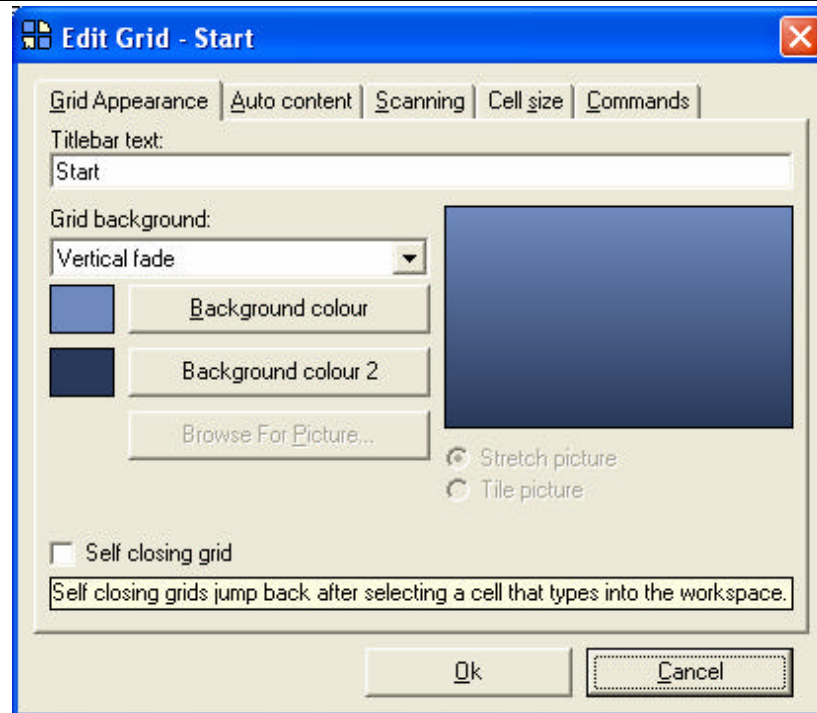 Edit Grid - Start
Grid Appearance Auto content Scanning Cell size Commands
Titlebar text:
Start
Grid background:
Vertical fade
Background colour
Background colour 2
Browse For Picture...
Stretch picture
Tile picture
Self closing grid
Self closing grids jump back after selecting a cell that types into the workspace.
Ok Cancel